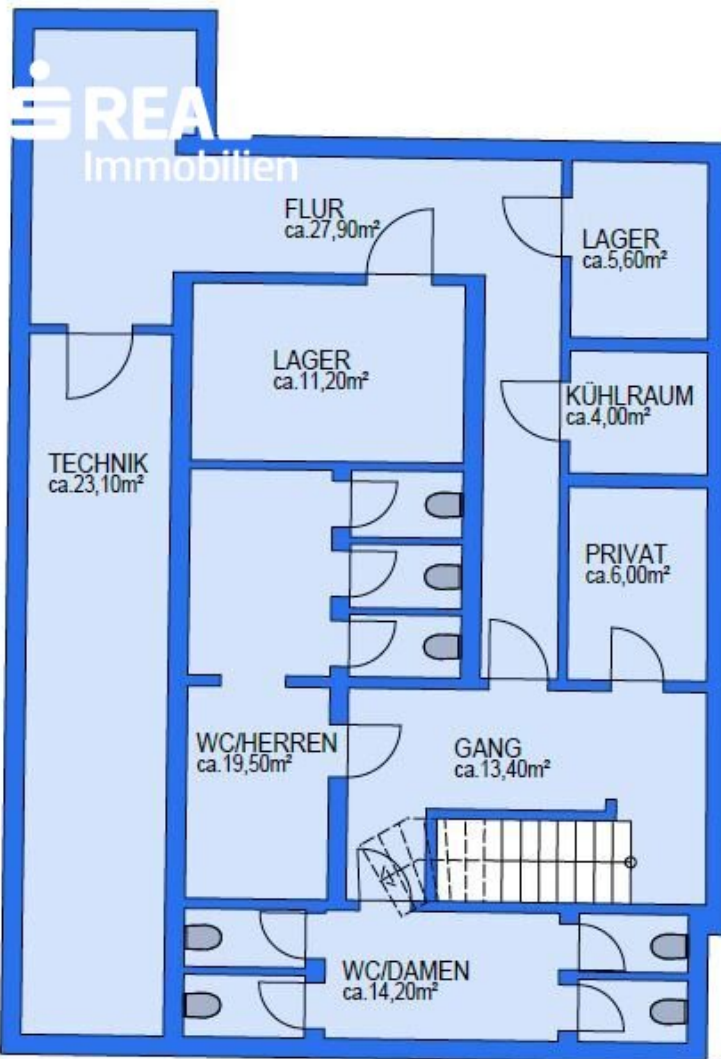 S REAL
Immobilien
FLUR
ca.27,90m²
LAGER
ca.5,60m²
LAGER
ca.11,20m²
KÜHLRAUM
ca.4,00m²
TECHNIK
ca.23,10m²
PRIVAT
ca.6,00m²
WC/HERREN
ca.19,50m²
GANG
ca.13,40m²
WC/DAMEN
ca.14,20m²